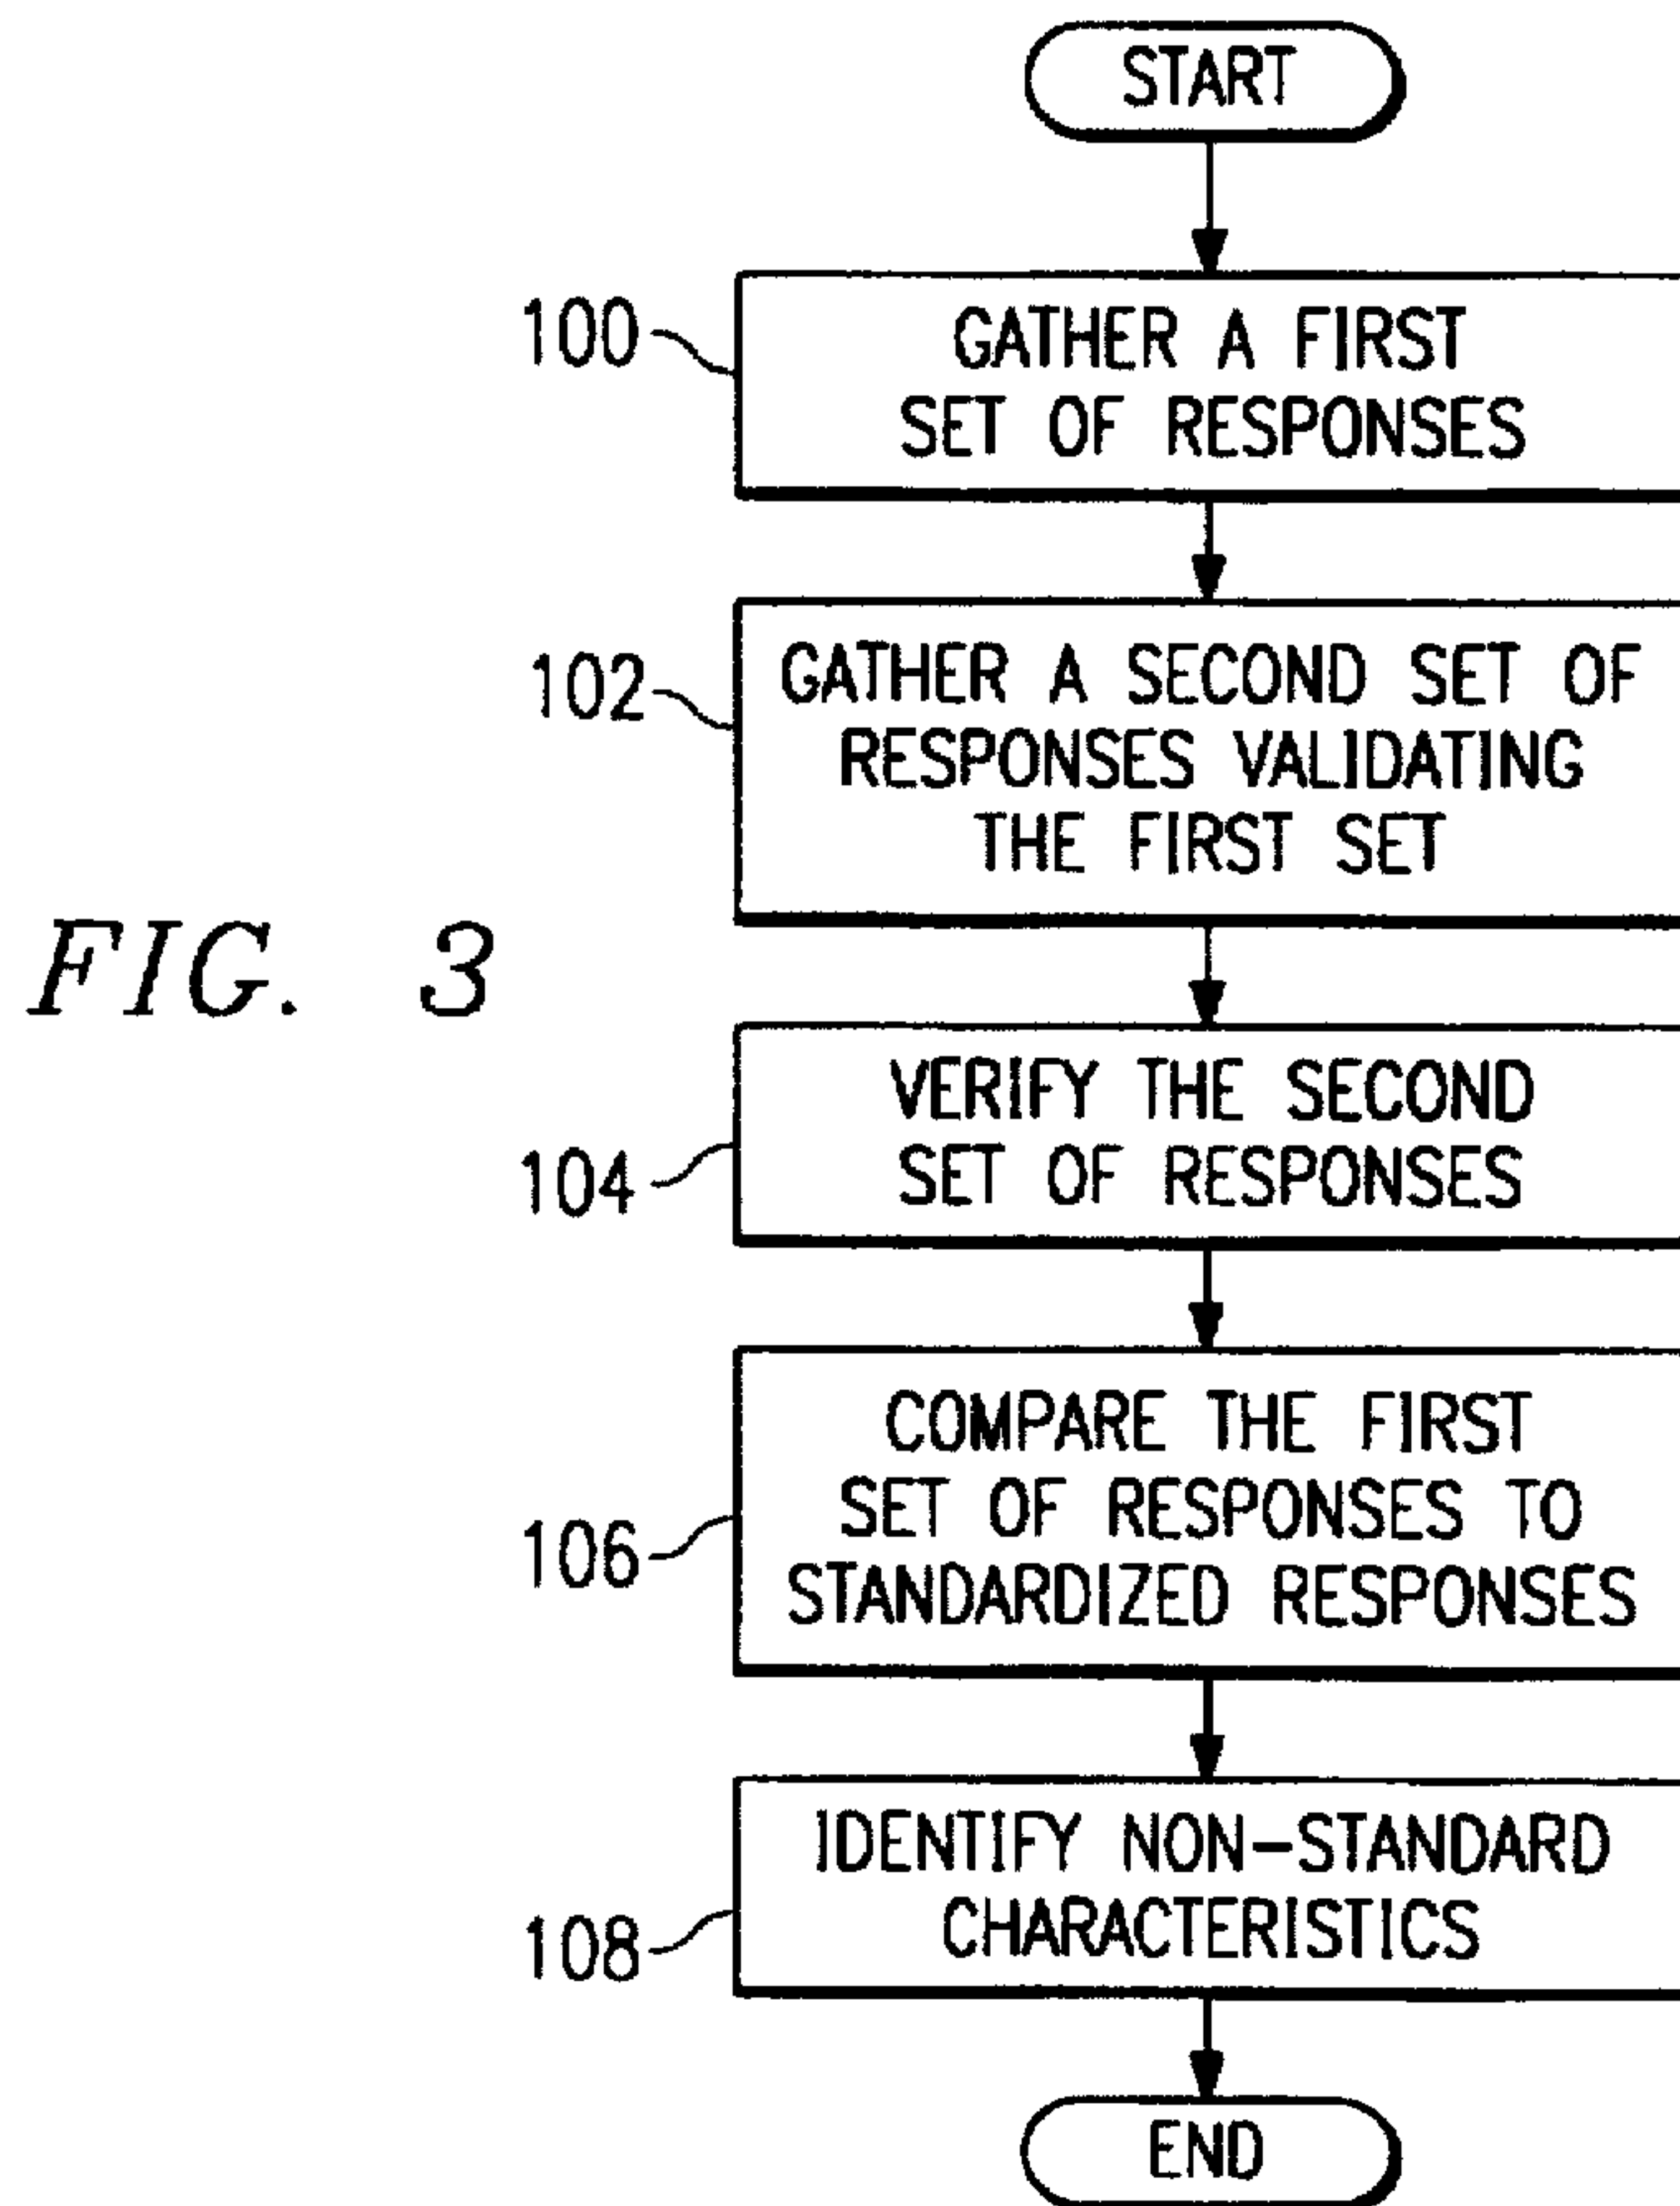 START
100
GATHER A FIRST
SET OF RESPONSES
102
GATHER A SECOND SET OF
RESPONSES VALIDATING
THE FIRST SET
FIG. 3
VERIFY THE SECOND
SET OF RESPONSES
104
COMPARE THE FIRST
SET OF RESPONSES TO
STANDARDIZED RESPONSES
106
IDENTIFY NON-STANDARD
CHARACTERISTICS
108
END